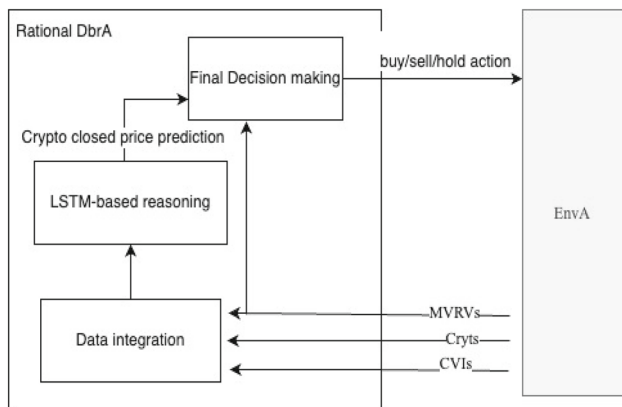 Rational DbrA
Final Decision making
buy/sell/hold action
Crypto closed price prediction
LSTM-based reasoning
EnvA
MVRVs
Data integration
Cryts
CVIs